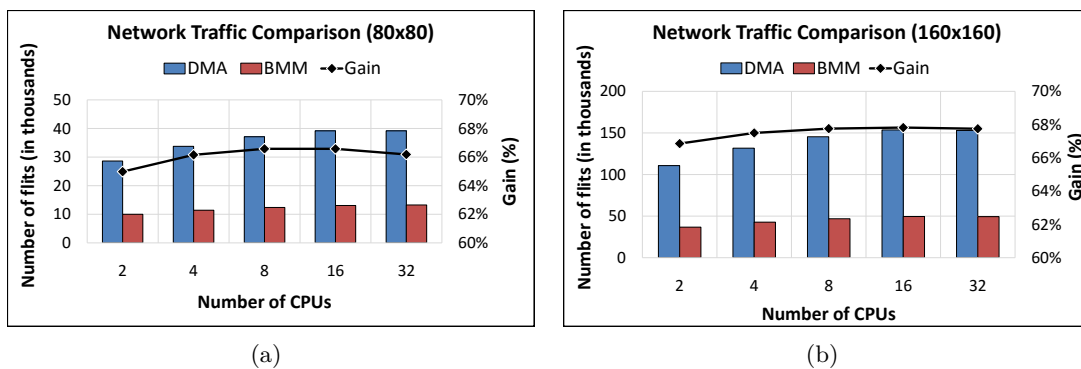 Network Traffic Comparison (80x80)
DMA BMM Gain
Number of flits (in thousands)
50
40
30
20
10
0
70%
68%
66%
64%
62%
60%
Gain (%)
2 4 8 16 32
Number of CPUs
(a)
Network Traffic Comparison (160x160)
DMA BMM Gain
Number of flits (in thousands)
200
150
100
50
0
70%
68%
66%
64%
62%
60%
Gain (%)
2 4 8 16 32
Number of CPUs
(b)